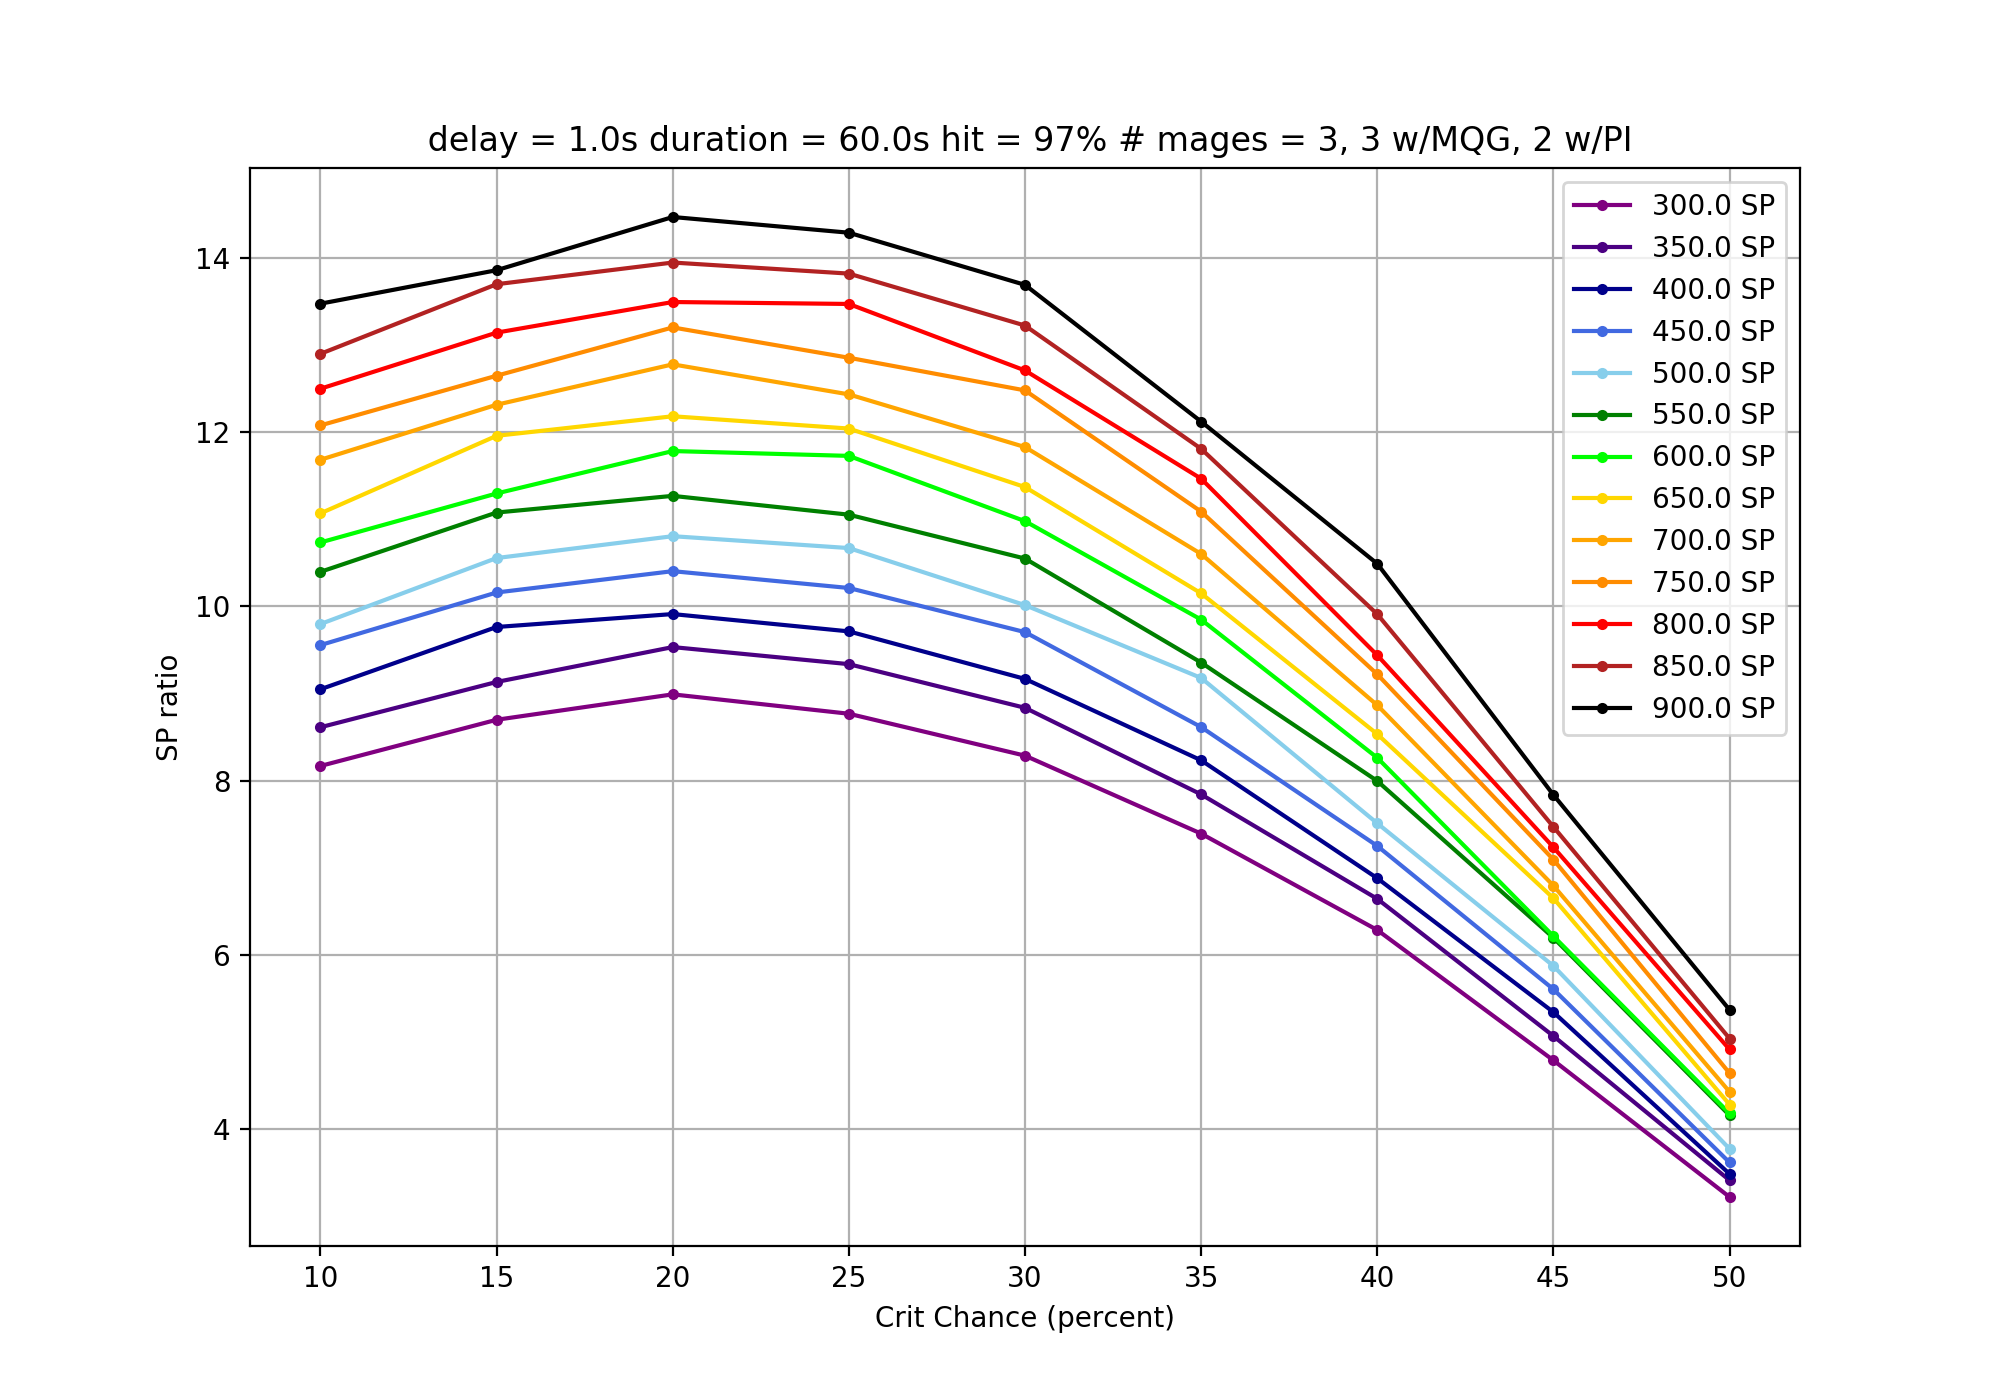 delay = 1.0s duration = 60.0s hit = 97% # mages = 3, 3 w/MQG, 2 w/PI
300.0 SP
350.0 SP
400.0 SP
450.0 SP
500.0 SP
550.0 SP
600.0 SP
650.0 SP
700.0 SP
750.0 SP
800.0 SP
850.0 SP
900.0 SP
14
12
10
8
6
4
SP ratio
10 15 20 25 30 35 40 45 50
Crit Chance (percent)